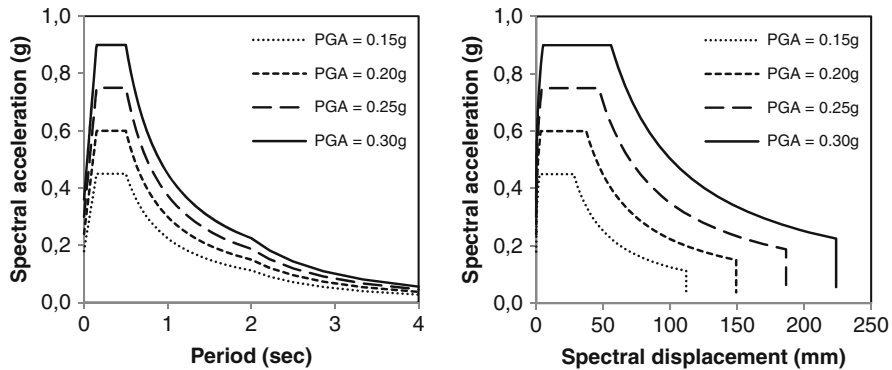 Spectral acceleration (g)
1,0
0,8
0,6
0,4
0,2
0,0
PGA = 0.15g
PGA = 0.20g
PGA = 0.25g
PGA = 0.30g
0 1 2 3 4
Period (sec)
Spectral acceleration (g)
1,0
0,8
0,6
0,4
0,2
0,0
PGA = 0.15g
PGA = 0.20g
PGA = 0.25g
PGA = 0.30g
0 50 100 150 200 250
Spectral displacement (mm)